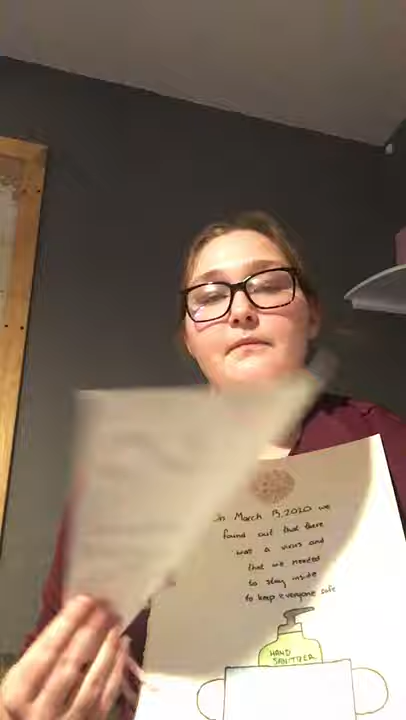 On March 13, 2020 we
found out that there
was a virus and
that we needed
to stay inside
to keep everyone safe
HAND
SANITIZER